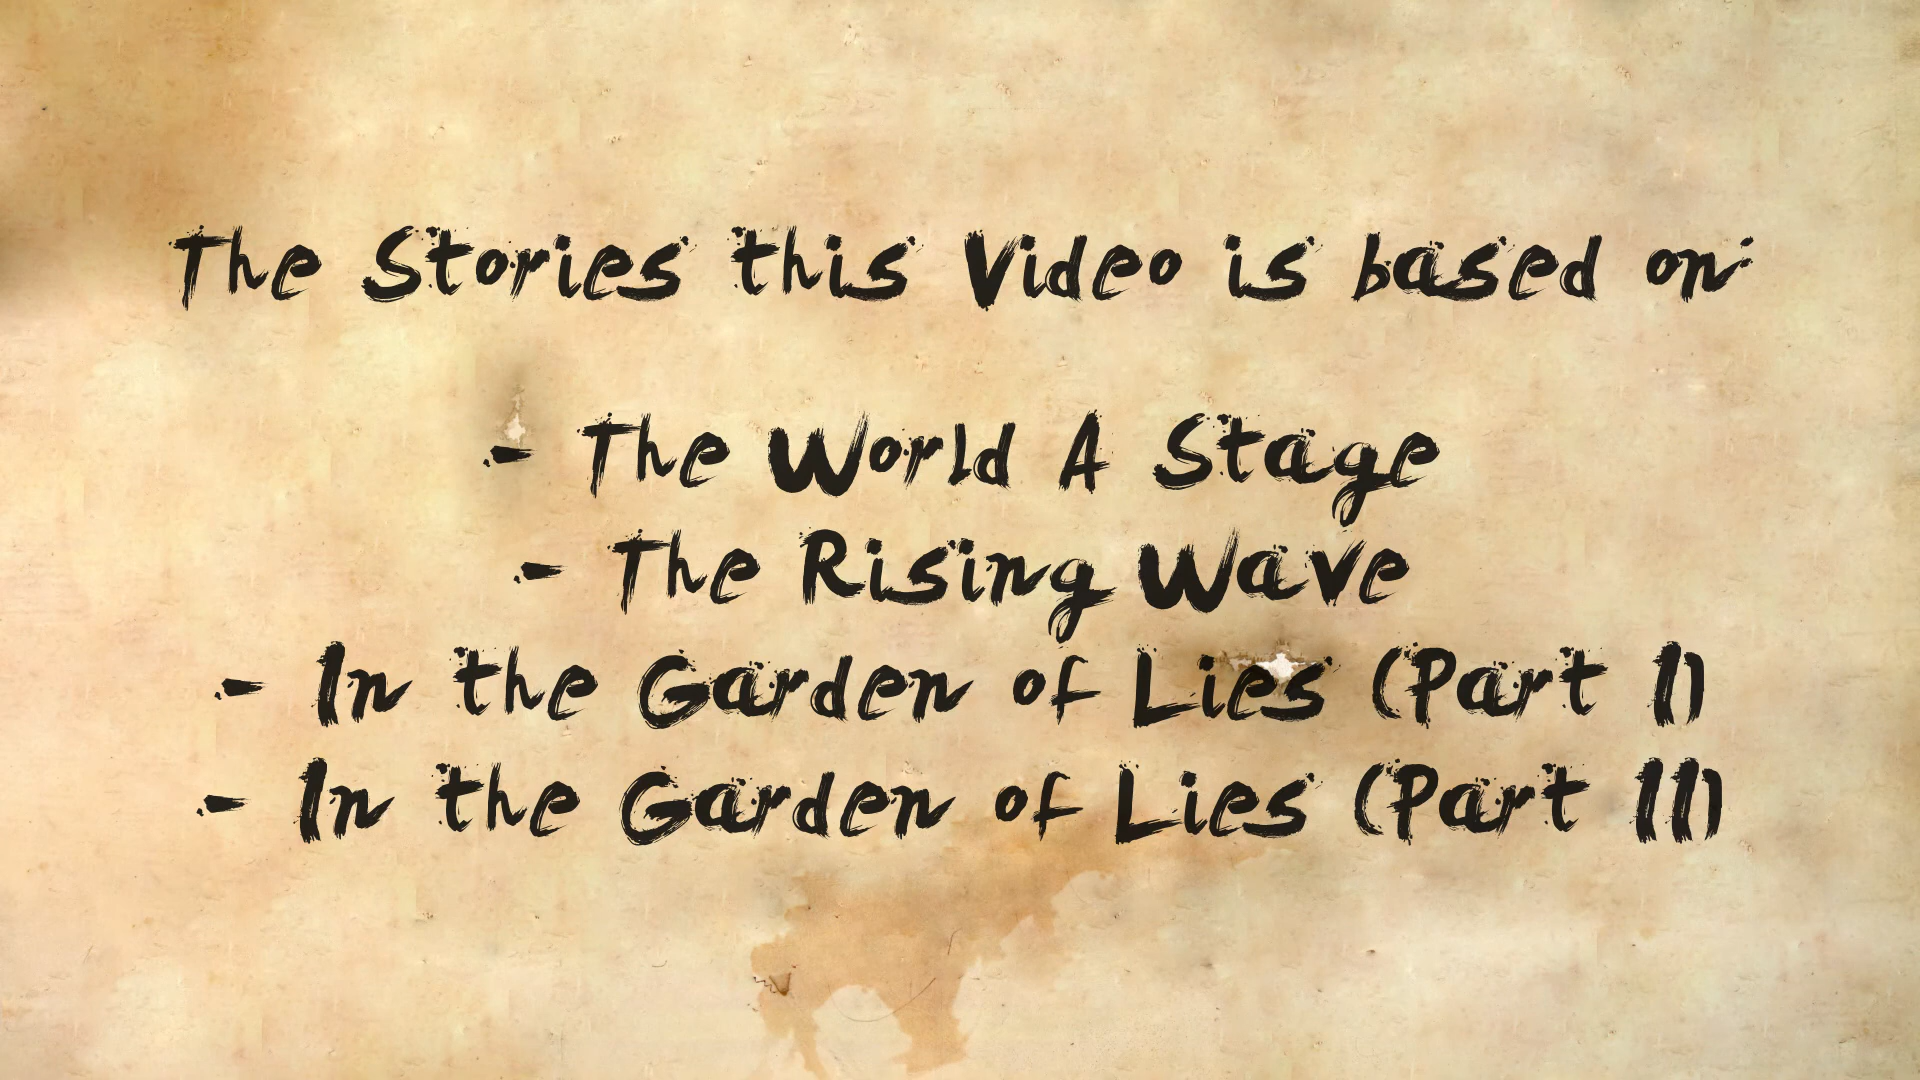 The Stories this Video is based on:
- The World A Stage
- The Rising Wave
- In the Garden of Lies (Part I)
- In the Garden of Lies (Part II)